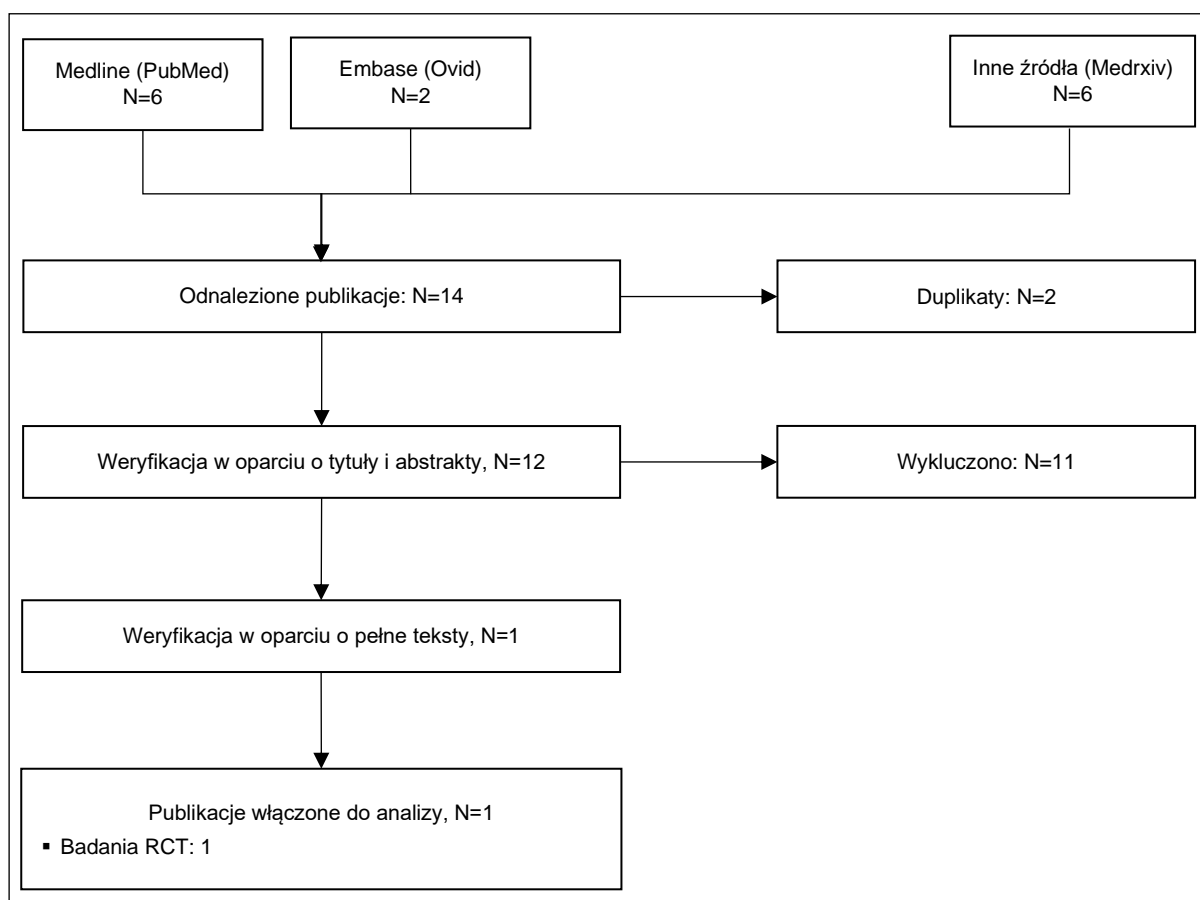 Medline (PubMed)
N=6
Embase (Ovid)
N=2
Inne źródła (Medrxiv)
N=6
Odnalezione publikacje: N=14
Duplikaty: N=2
Weryfikacja w oparciu o tytuły i abstrakty, N=12
Wykluczono: N=11
Weryfikacja w oparciu o pełne teksty, N=1
Publikacje włączone do analizy, N=1
▪ Badania RCT: 1